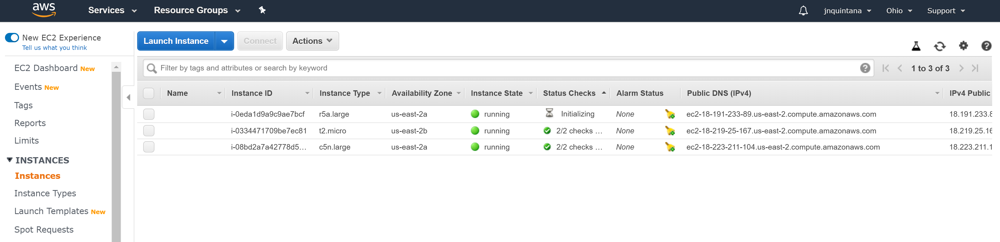 aws Services Resource Groups jnquintana Ohio Support
New EC2 Experience
Tell us what you think
EC2 Dashboard New
Events New
Tags
Reports
Limits
INSTANCES
Instances
Instance Types
Launch Templates New
Spot Requests
Launch Instance Connect Actions
Filter by tags and attributes or search by keyword ? 1 to 3 of 3
Name Instance ID Instance Type Availability Zone Instance State Status Checks Alarm Status Public DNS (IPv4) IPv4 Public
i-0eda1d9a9c9ae7bcf r5a.large us-east-2a running Initializing None ec2-18-191-233-89.us-east-2.compute.amazonaws.com 18.191.233.8
i-0334471709be7ec81 t2.micro us-east-2b running 2/2 checks … None ec2-18-219-25-167.us-east-2.compute.amazonaws.com 18.219.25.16
i-08bd2a7a42778d5… c5n.large us-east-2a running 2/2 checks … None ec2-18-223-211-104.us-east-2.compute.amazonaws.com 18.223.211.1